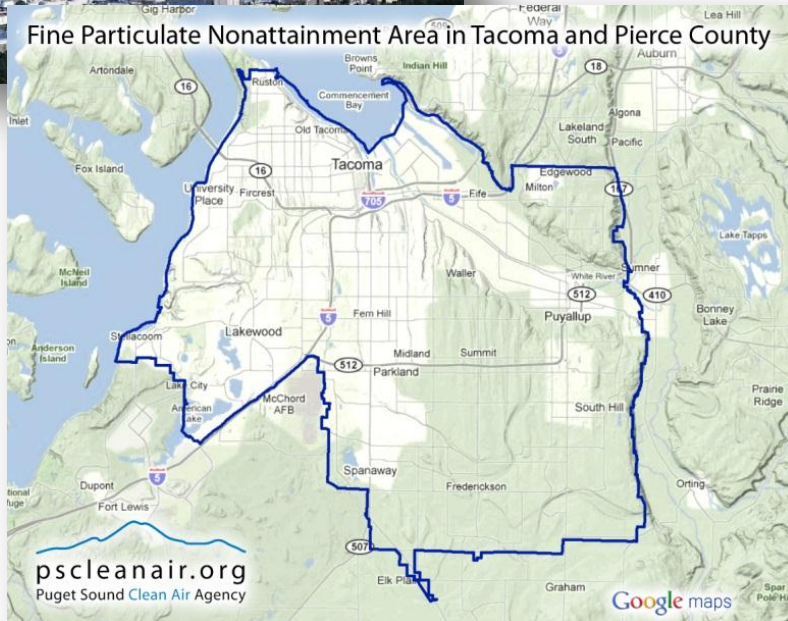 Gig Harbor
Federal
Way
Lea Hill
Fine Particulate Nonattainment Area in Tacoma and Pierce County
Artondale
16
Ruston
Browns
Point
Indian Hill
5
18
Auburn
Inlet
Commencement
Bay
Algona
Old Tacoma
Lakeland
South
Pacific
Fox Island
Tacoma
16
Edgewood
University
Place
Fircrest
705
5
Fife
Milton
167
Lake Tapps
McNeil
Island
Waller
White River
Sumner
512
410
Bonney
Lake
5
Fern Hill
Puyallup
Steilacoom
Lakewood
Anderson
Island
512
Midland
Summit
Parkland
Lake City
American
Lake
McChord
AFB
South Hill
Prairie
Ridge
Spanaway
5
Dupont
Frederickson
Orting
Fort Lewis
507
pscleanair.org
Puget Sound Clean Air Agency
Elk Pla
Graham
Google maps